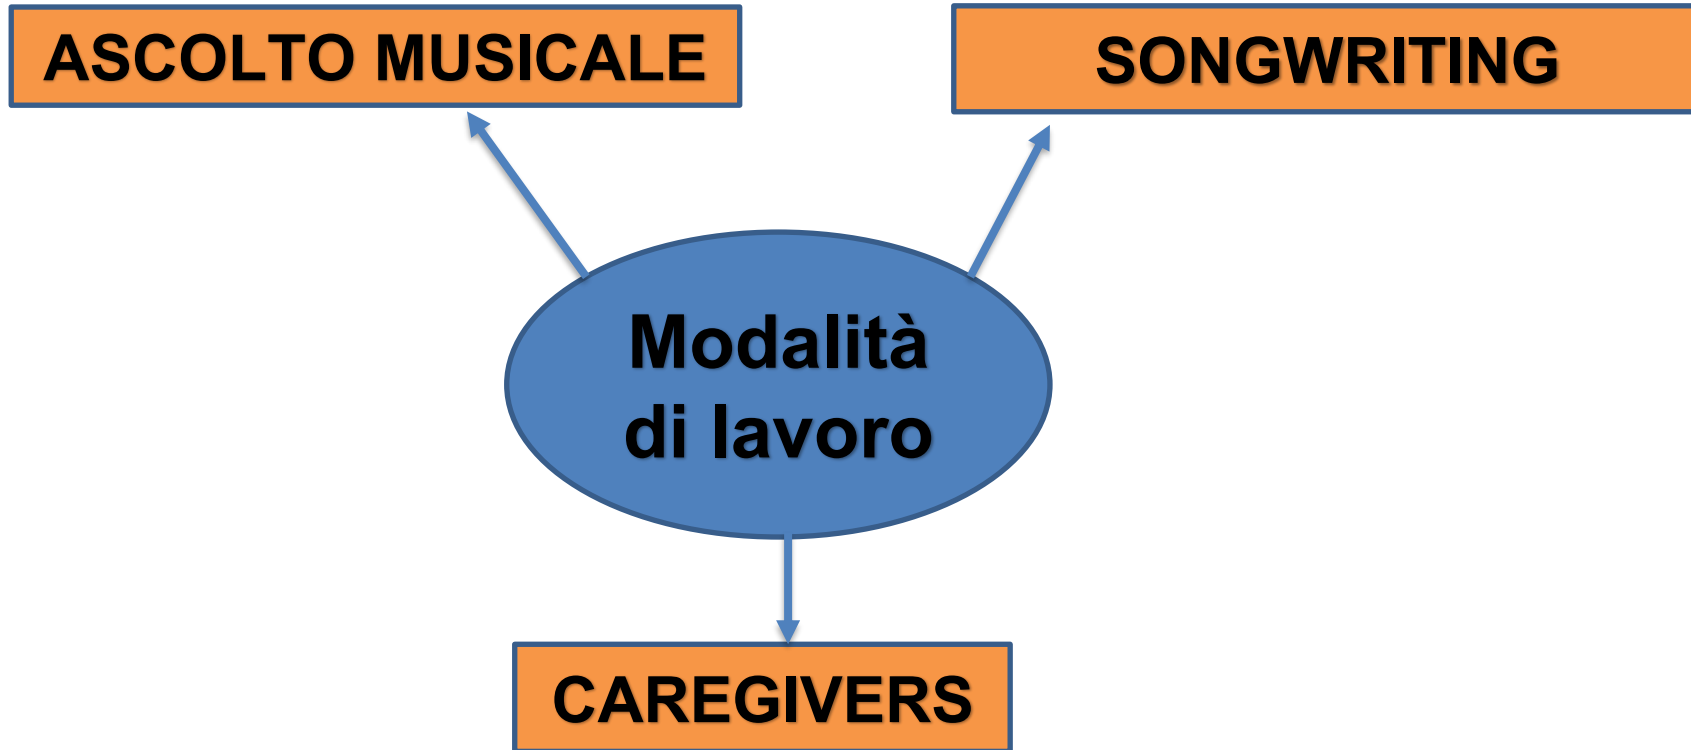 ASCOLTO MUSICALE
SONGWRITING
Modalità
di lavoro
CAREGIVERS